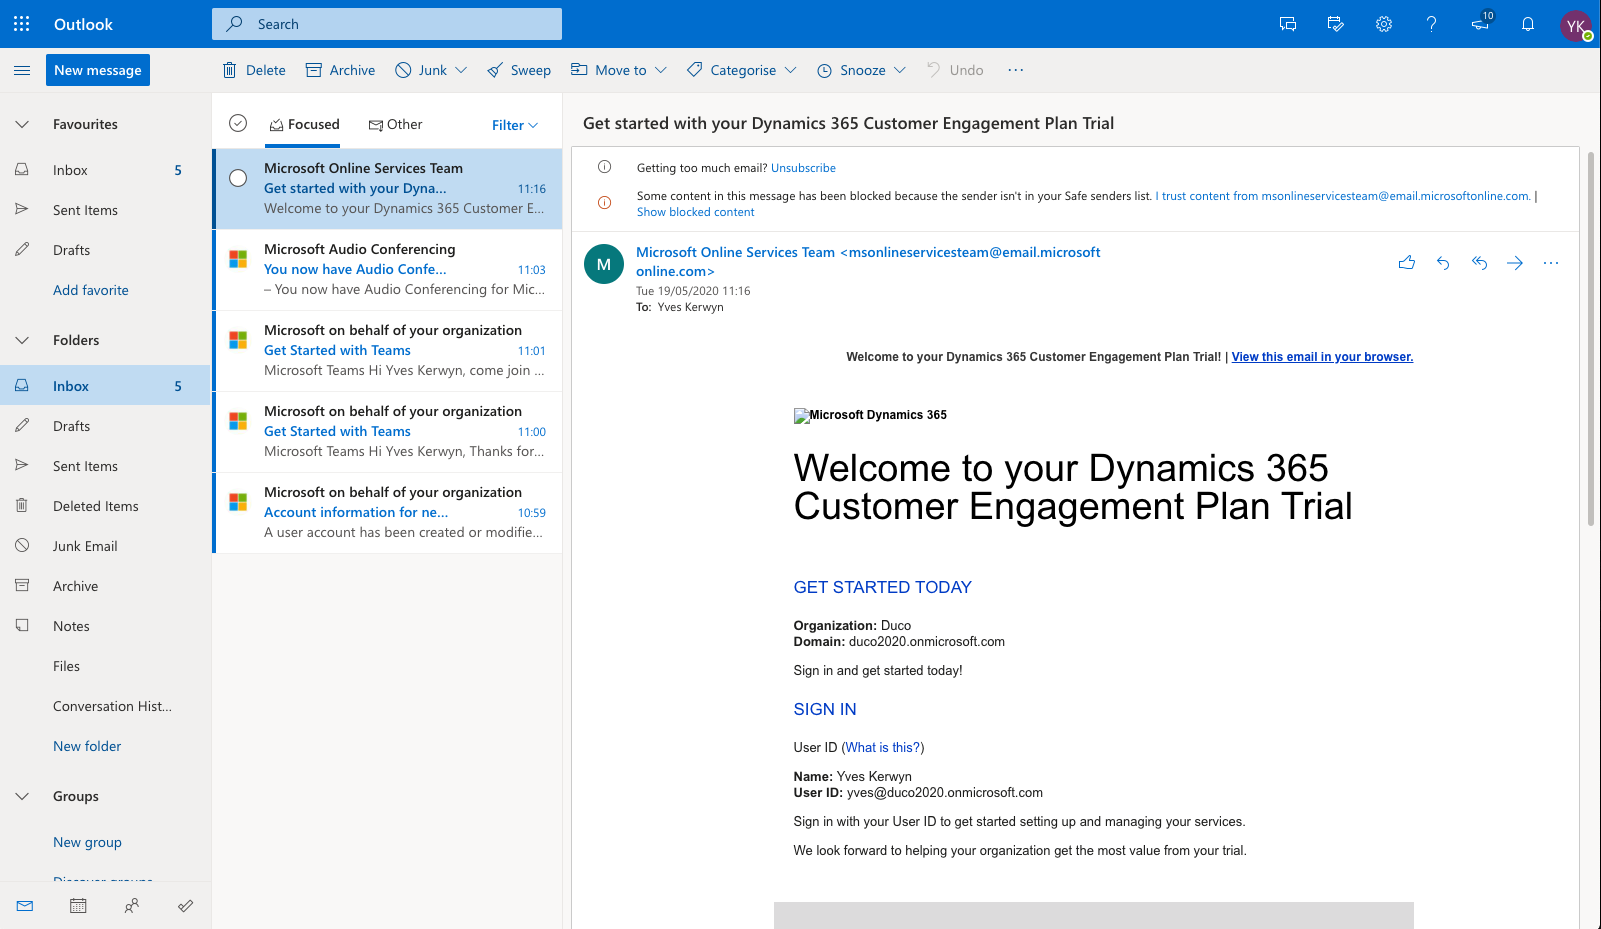 Outlook
Search
10
YK
New message
Delete
Archive
Junk
Sweep
Move to
Categorise
Snooze
Undo
Favourites
Inbox 5
Sent Items
Drafts
Add favorite
Folders
Inbox 5
Drafts
Sent Items
Deleted Items
Junk Email
Archive
Notes
Files
Conversation Hist...
New folder
Groups
New group
Discover groups
Focused
Other
Filter
Microsoft Online Services Team
Get started with your Dyna... 11:16
Welcome to your Dynamics 365 Customer E...
Microsoft Audio Conferencing
You now have Audio Confe... 11:03
– You now have Audio Conferencing for Mic...
Microsoft on behalf of your organization
Get Started with Teams 11:01
Microsoft Teams Hi Yves Kerwyn, come join ...
Microsoft on behalf of your organization
Get Started with Teams 11:00
Microsoft Teams Hi Yves Kerwyn, Thanks for...
Microsoft on behalf of your organization
Account information for ne... 10:59
A user account has been created or modifie...
Get started with your Dynamics 365 Customer Engagement Plan Trial
Getting too much email? Unsubscribe
Some content in this message has been blocked because the sender isn't in your Safe senders list. I trust content from msonlineservicesteam@email.microsoftonline.com. |
Show blocked content
M
Microsoft Online Services Team <msonlineservicesteam@email.microsoft
online.com>
Tue 19/05/2020 11:16
To: Yves Kerwyn
Welcome to your Dynamics 365 Customer Engagement Plan Trial! | View this email in your browser.
Microsoft Dynamics 365
Welcome to your Dynamics 365
Customer Engagement Plan Trial
GET STARTED TODAY
Organization: Duco
Domain: duco2020.onmicrosoft.com
Sign in and get started today!
SIGN IN
User ID (What is this?)
Name: Yves Kerwyn
User ID: yves@duco2020.onmicrosoft.com
Sign in with your User ID to get started setting up and managing your services.
We look forward to helping your organization get the most value from your trial.